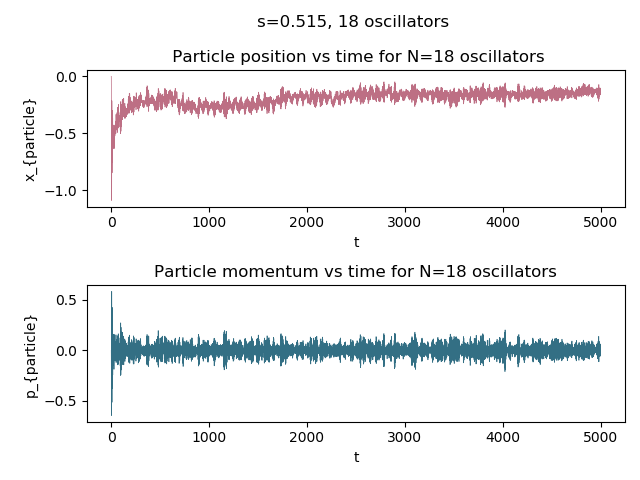 s=0.515, 18 oscillators
Particle position vs time for N=18 oscillators
0.0
−0.5
−1.0
x_{particle}
0 1000 2000 3000 4000 5000
t
Particle momentum vs time for N=18 oscillators
0.5
0.0
−0.5
p_{particle}
0 1000 2000 3000 4000 5000
t